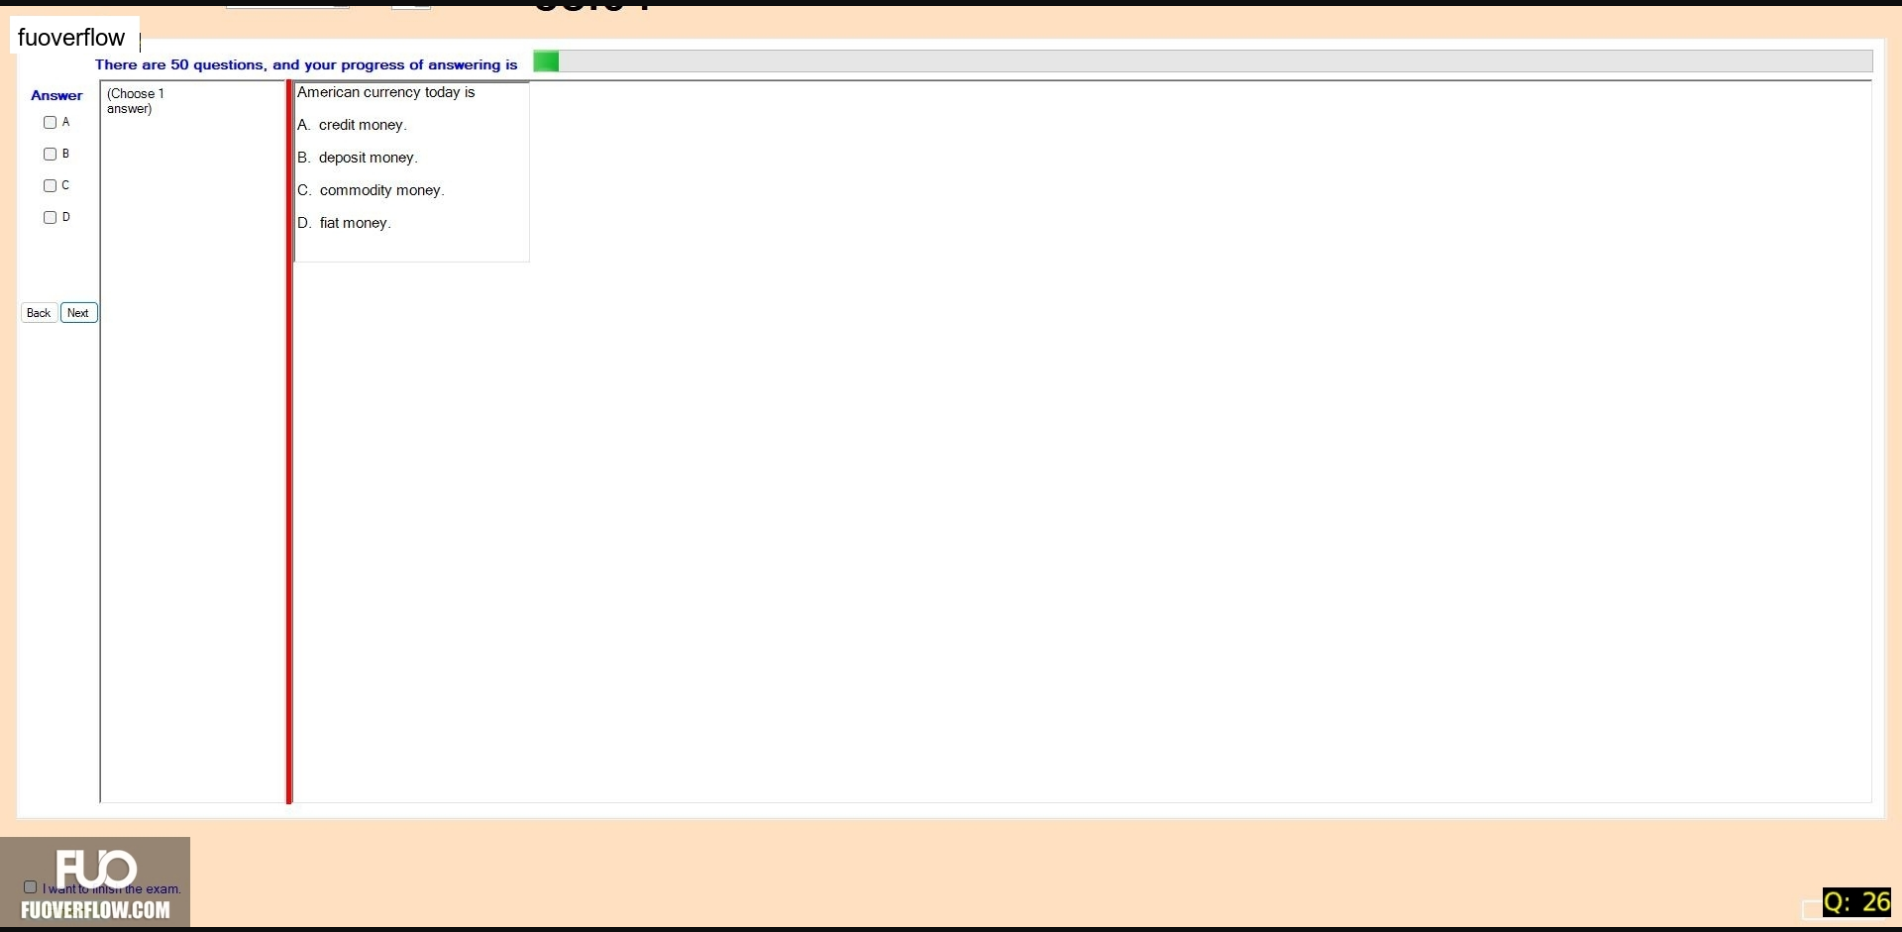 fuoverflow
There are 50 questions, and your progress of answering is
Answer
(Choose 1
answer)
A
B
C
D
Back Next
American currency today is
A. credit money.
B. deposit money.
C. commodity money.
D. fiat money.
FUO
I want to finish the exam.
FUOVERFLOW.COM
Q: 26